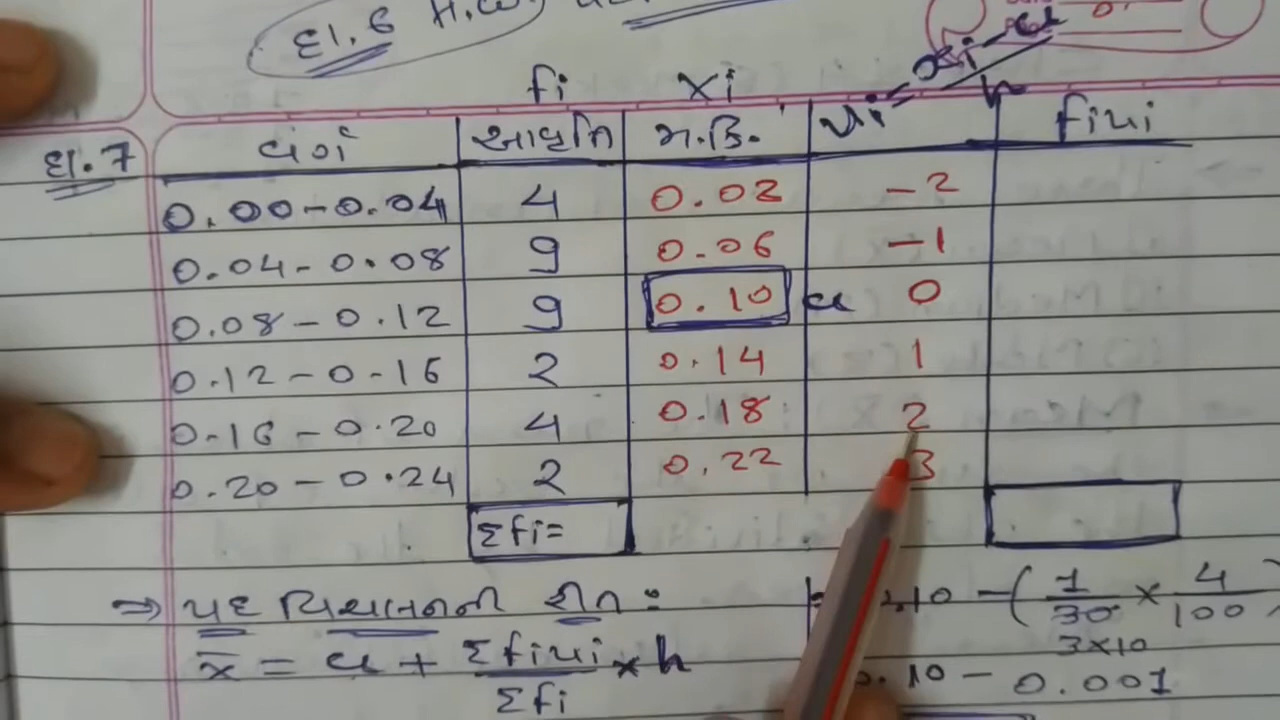 દા.6 H.W
fi xi
દા.7 વર્ગ આવૃત્તિ મ.કિ. ui = xi - a / h fiui
0.00-0.04 4 0.02 -2
0.04-0.08 9 0.06 -1
0.08-0.12 9 0.10 a 0
0.12-0.16 2 0.14 1
0.16-0.20 4 0.18 2
0.20-0.24 2 0.22 3
Σfi=
⇒ પદ વિચલનની રીત :
x̄ = a + Σfiui / Σfi × h
.10 - ( 1/30 × 4/100 )
3×10
0.10 - 0.001